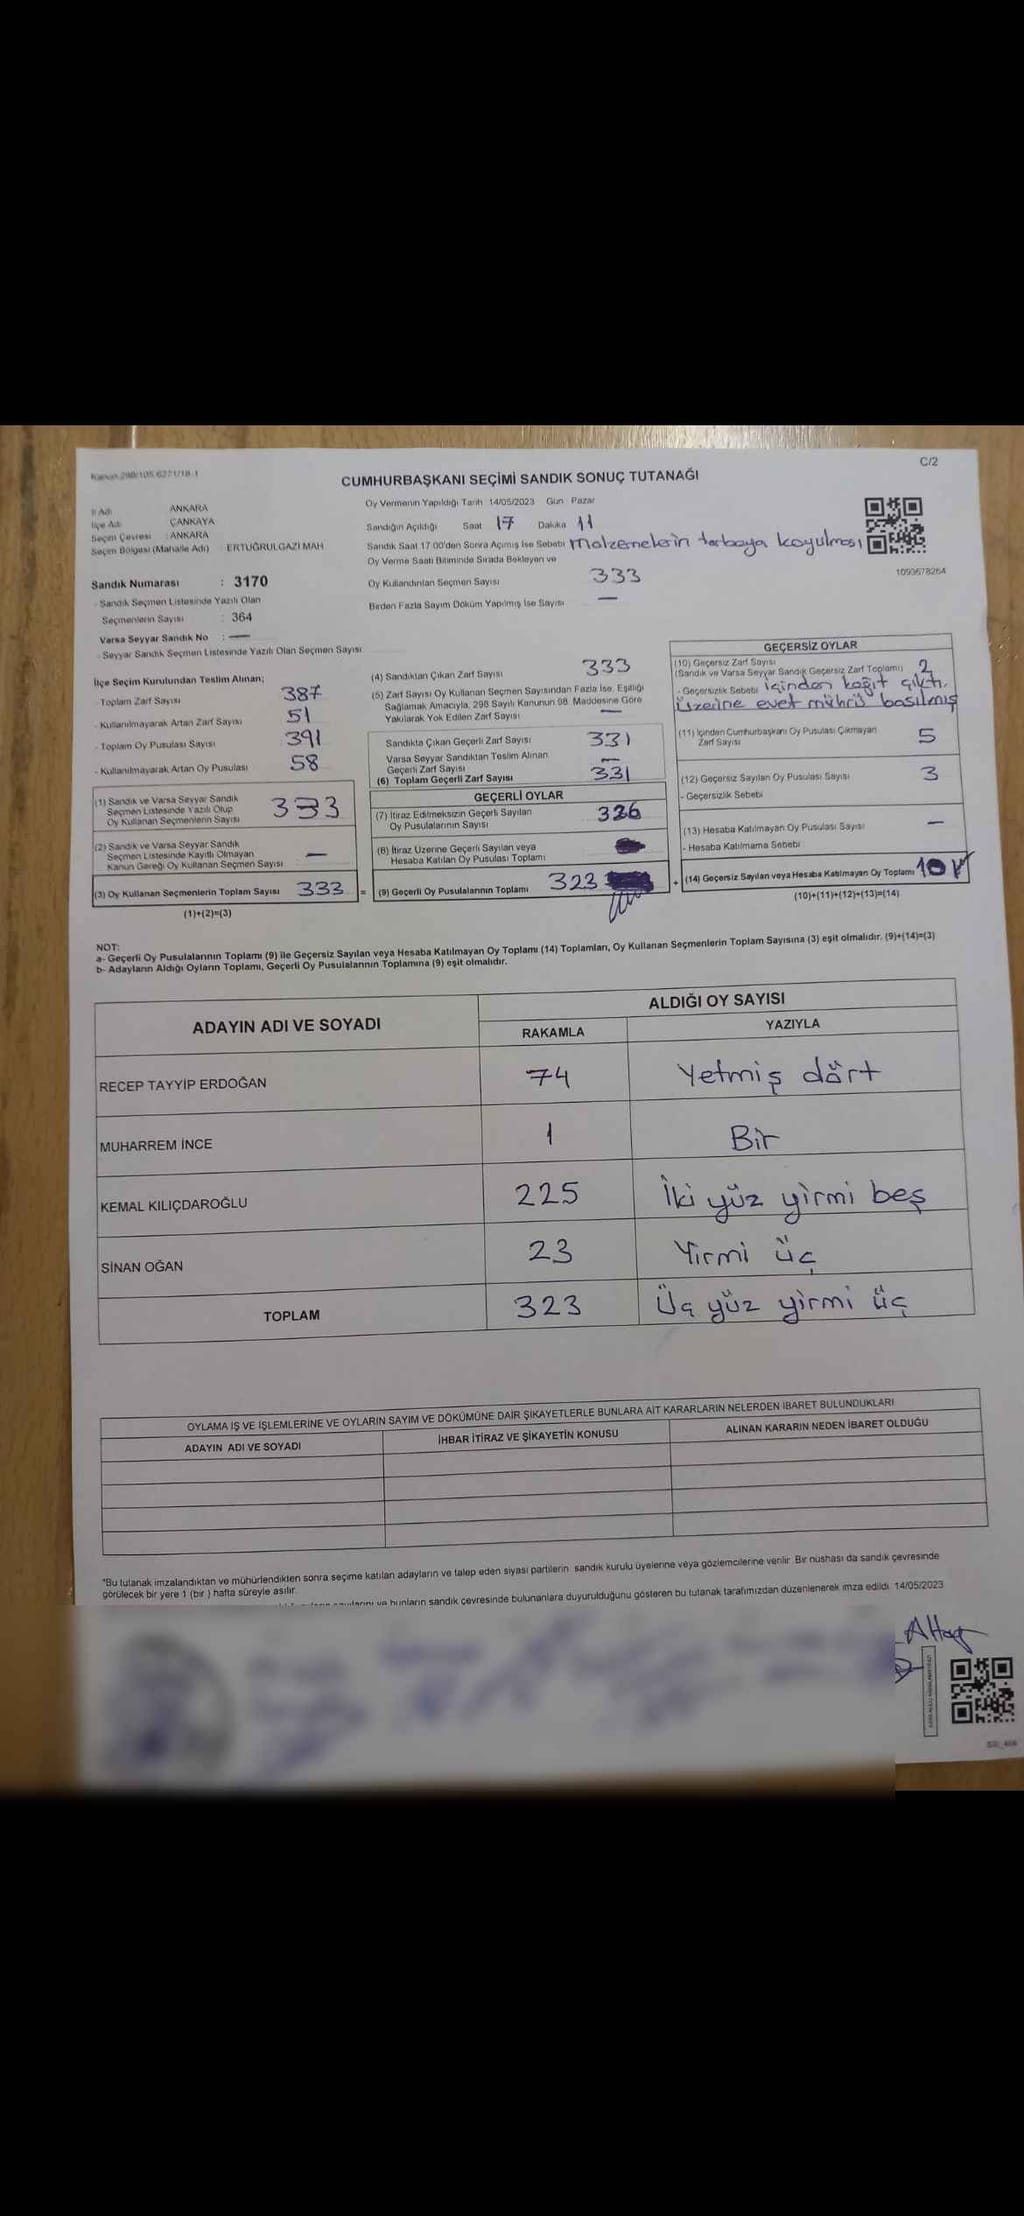 C/2
CUMHURBAŞKANI SEÇİMİ SANDIK SONUÇ TUTANAĞI
İl Adı ANKARA
İlçe Adı ÇANKAYA
Seçim Çevresi : ANKARA
Seçim Bölgesi (Mahalle Adı) : ERTUĞRULGAZİ MAH
Sandık Numarası : 3170
- Sandık Seçmen Listesinde Yazılı Olan
Seçmenlerin Sayısı : 364
Varsa Seyyar Sandık No : —
- Seyyar Sandık Seçmen Listesinde Yazılı Olan Seçmen Sayısı
Oy Vermenin Yapıldığı Tarih : 14/05/2023 Gün : Pazar
Sandığın Açıldığı Saat 17 Dakika 11
Sandık Saat 17.00'den Sonra Açılmış İse Sebebi Malzemelerin torbaya koyulması
Oy Verme Saati Bitiminde Sırada Bekleyen ve
Oy Kullandırılan Seçmen Sayısı 333
Birden Fazla Sayım Döküm Yapılmış İse Sayısı —
1093678264
İlçe Seçim Kurulundan Teslim Alınan;
- Toplam Zarf Sayısı 387
- Kullanılmayarak Artan Zarf Sayısı 51
- Toplam Oy Pusulası Sayısı 391
- Kullanılmayarak Artan Oy Pusulası 58
(1) Sandık ve Varsa Seyyar Sandık
Seçmen Listesinde Yazılı Olup
Oy Kullanan Seçmenlerin Sayısı 333
(2) Sandık ve Varsa Seyyar Sandık
Seçmen Listesinde Kayıtlı Olmayan
Kanun Gereği Oy Kullanan Seçmen Sayısı —
(3) Oy Kullanan Seçmenlerin Toplam Sayısı 333 =
(1)+(2)=(3)
(4) Sandıktan Çıkan Zarf Sayısı 333
(5) Zarf Sayısı Oy Kullanan Seçmen Sayısından Fazla İse, Eşitliği
Sağlamak Amacıyla, 298 Sayılı Kanunun 98. Maddesine Göre
Yakılarak Yok Edilen Zarf Sayısı —
Sandıkta Çıkan Geçerli Zarf Sayısı 331
Varsa Seyyar Sandıktan Teslim Alınan
Geçerli Zarf Sayısı —
(6) Toplam Geçerli Zarf Sayısı 331
GEÇERLİ OYLAR
(7) İtiraz Edilmeksizin Geçerli Sayılan
Oy Pusulalarının Sayısı 326
(8) İtiraz Üzerine Geçerli Sayılan veya
Hesaba Katılan Oy Pusulası Toplamı
(9) Geçerli Oy Pusulalarının Toplamı 323 +
GEÇERSİZ OYLAR
(10) Geçersiz Zarf Sayısı
(Sandık ve Varsa Seyyar Sandık Geçersiz Zarf Toplamı) 2
- Geçersizlik Sebebi içinden kağıt çıktı.
Üzerine evet mührü basılmış
(11) İçinden Cumhurbaşkanı Oy Pusulası Çıkmayan
Zarf Sayısı 5
(12) Geçersiz Sayılan Oy Pusulası Sayısı 3
- Geçersizlik Sebebi
(13) Hesaba Katılmayan Oy Pusulası Sayısı —
- Hesaba Katılmama Sebebi
(14) Geçersiz Sayılan veya Hesaba Katılmayan Oy Toplamı 10
(10)+(11)+(12)+(13)=(14)
NOT:
a- Geçerli Oy Pusulalarının Toplamı (9) ile Geçersiz Sayılan veya Hesaba Katılmayan Oy Toplamı (14) Toplamları, Oy Kullanan Seçmenlerin Toplam Sayısına (3) eşit olmalıdır. (9)+(14)=(3)
b- Adayların Aldığı Oyların Toplamı, Geçerli Oy Pusulalarının Toplamına (9) eşit olmalıdır.
ADAYIN ADI VE SOYADI ALDIĞI OY SAYISI
RAKAMLA YAZIYLA
RECEP TAYYİP ERDOĞAN 74 Yetmiş dört
MUHARREM İNCE 1 Bir
KEMAL KILIÇDAROĞLU 225 İki yüz yirmi beş
SİNAN OĞAN 23 Yirmi üç
TOPLAM 323 Üç yüz yirmi üç
OYLAMA İŞ VE İŞLEMLERİNE VE OYLARIN SAYIM VE DÖKÜMÜNE DAİR ŞİKAYETLERLE BUNLARA AİT KARARLARIN NELERDEN İBARET BULUNDUKLARI
ADAYIN ADI VE SOYADI İHBAR İTİRAZ VE ŞİKAYETİN KONUSU ALINAN KARARIN NEDEN İBARET OLDUĞU
*Bu tutanak imzalandıktan ve mühürlendikten sonra seçime katılan adayların ve talep eden siyasi partilerin sandık kurulu üyelerine veya gözlemcilerine verilir. Bir nüshası da sandık çevresinde
görülecek bir yere 1 (bir ) hafta süreyle asılır.
bunların sandık çevresinde bulunanlara duyurulduğunu gösteren bu tutanak tarafımızdan düzenlenerek imza edildi. 14/05/2023